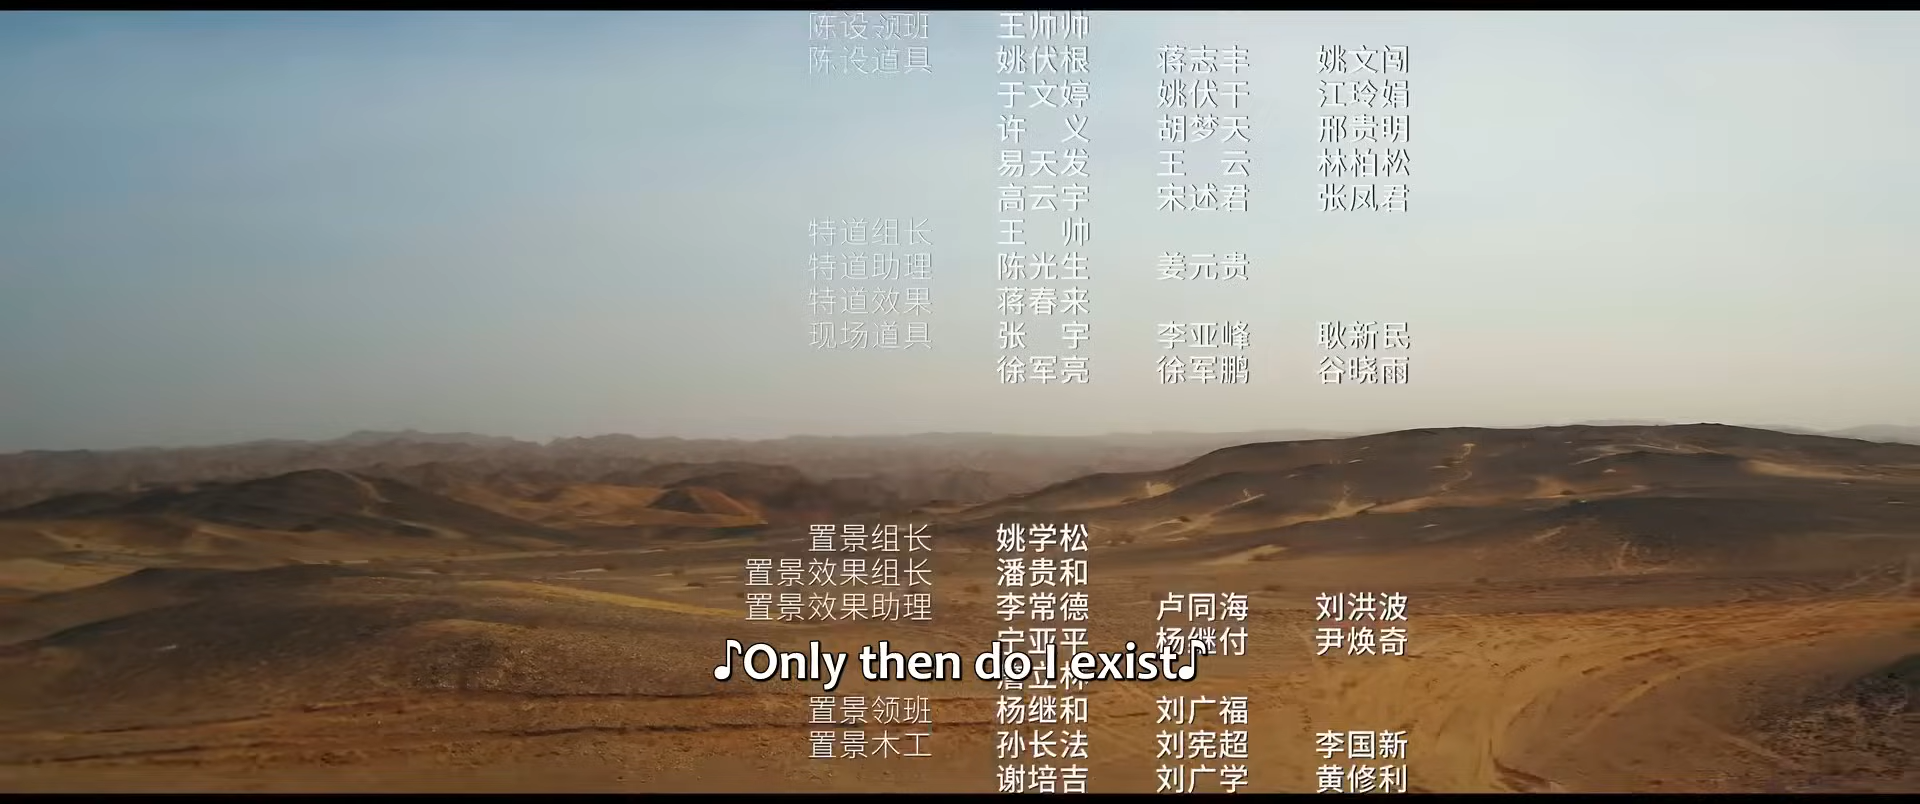 陈设领班 王帅帅
陈设道具 姚伏根 蒋志丰 姚文闯
于文婷 姚伏千 江玲娟
许 义 胡梦天 邢贵明
易天发 王 云 林柏松
高云宇 宋述君 张凤君
特道组长 王 帅
特道助理 陈光生 姜元贵
特道效果 蒋春来
现场道具 张 宇 李亚峰 耿新民
徐军亮 徐军鹏 谷晓雨
置景组长 姚学松
置景效果组长 潘贵和
置景效果助理 李常德 卢同海 刘洪波
宁亚平 杨继付 尹焕奇
♪Only then do I exist♪
置景领班 杨继和 刘广福
置景木工 孙长法 刘宪超 李国新
谢培吉 刘广学 黄修利